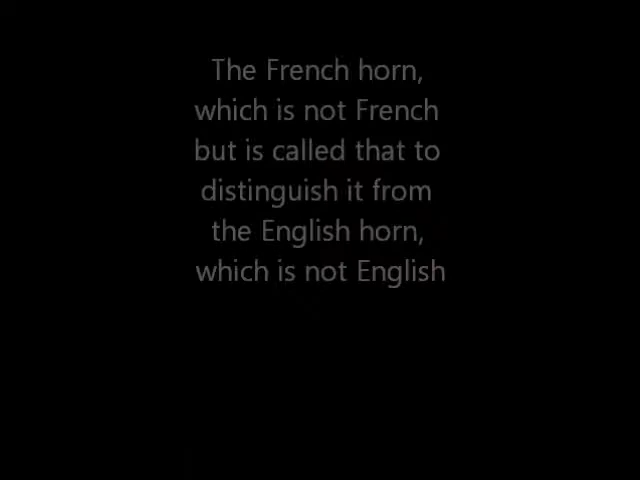 The French horn,
which is not French
but is called that to
distinguish it from
the English horn,
which is not English